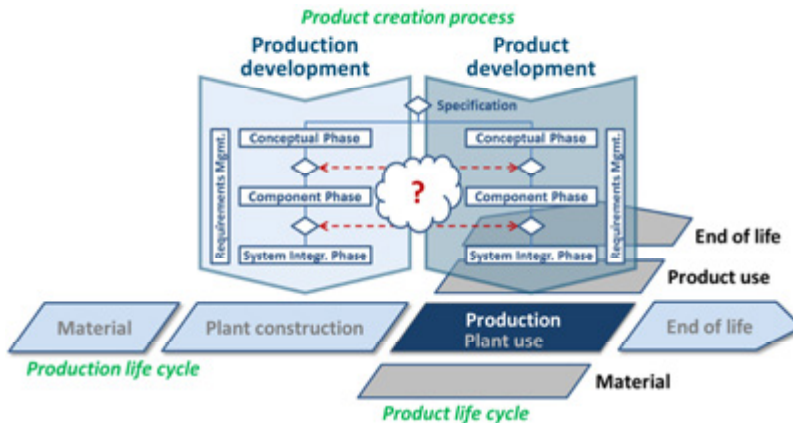 Product creation process
Production
development
Product
development
Specification
Requirements Mgmt.
Conceptual Phase
Component Phase
System Integr. Phase
?
Conceptual Phase
Component Phase
System Integr. Phase
Requirements Mgmt.
End of life
Product use
Material
Plant construction
Production
Plant use
End of life
Production life cycle
Material
Product life cycle